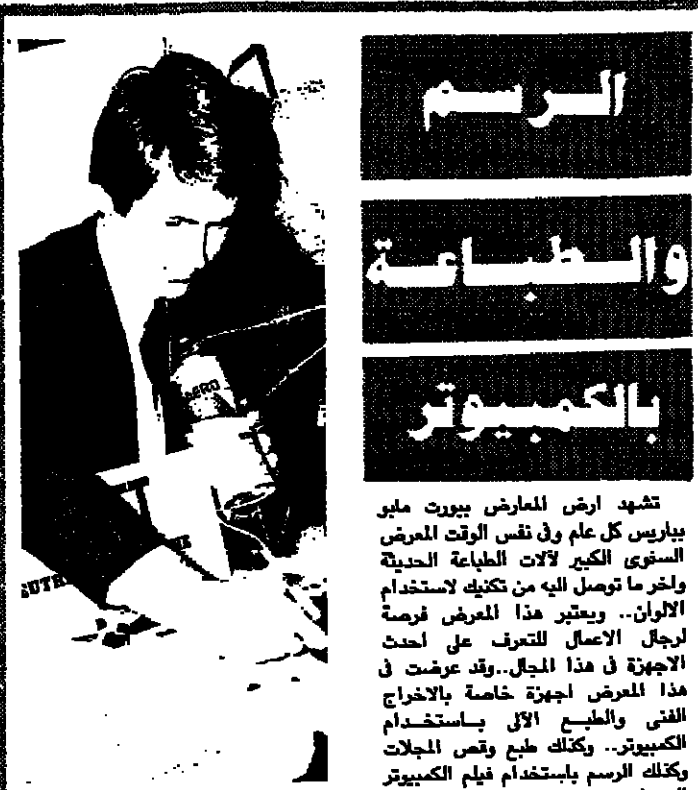 الرسم
والطباعة
بالكمبيوتر
تشهد ارض المعارض ببورت مايو
بباريس كل عام وفى نفس الوقت المعرض
السنوى الكبير لآلات الطباعة الحديثة
واخر ما توصل اليه من تكنيك لاستخدام
الالوان.. ويعتبر هذا المعرض فرصة
لرجال الاعمال للتعرف على احدث
الاجهزة فى هذا المجال..وقد عرضت فى
هذا المعرض اجهزة خاصة بالاخراج
الفنى والطبع الآلى باستخدام
الكمبيوتر.. وكذلك طبع وقص المجلات
وكذلك الرسم باستخدام فيلم الكمبيوتر